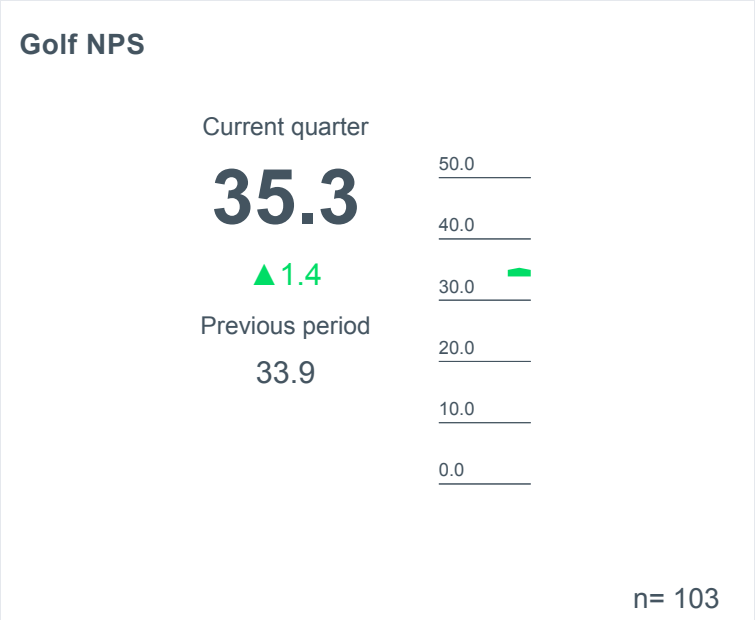 Golf NPS
Current quarter
35.3
▲1.4
Previous period
33.9
50.0
40.0
30.0
20.0
10.0
0.0
n= 103